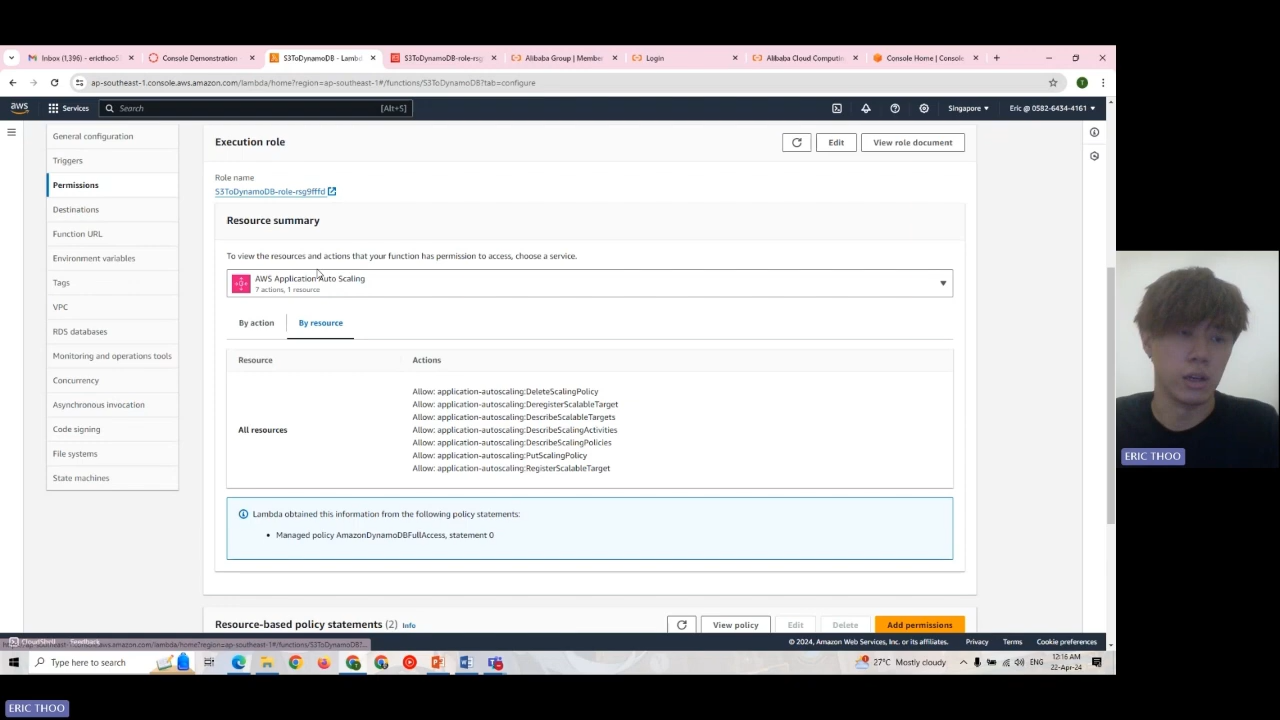 Inbox (1,396) - ericthoo5
Console Demonstration
S3ToDynamoDB - Lamb
S3ToDynamoDB-role-rsg
Alibaba Group | Member
Login
Alibaba Cloud Computin
Console Home | Console
ap-southeast-1.console.aws.amazon.com/lambda/home?region=ap-southeast-1#/functions/S3ToDynamoDB?tab=configure
aws
Services
Search
[Alt+S]
Singapore
Eric @ 0582-6434-4161
General configuration
Triggers
Permissions
Destinations
Function URL
Environment variables
Tags
VPC
RDS databases
Monitoring and operations tools
Concurrency
Asynchronous invocation
Code signing
File systems
State machines
Execution role
Edit
View role document
Role name
S3ToDynamoDB-role-rsg9fffd
Resource summary
To view the resources and actions that your function has permission to access, choose a service.
AWS Application Auto Scaling
7 actions, 1 resource
By action
By resource
Resource
Actions
All resources
Allow: application-autoscaling:DeleteScalingPolicy
Allow: application-autoscaling:DeregisterScalableTarget
Allow: application-autoscaling:DescribeScalableTargets
Allow: application-autoscaling:DescribeScalingActivities
Allow: application-autoscaling:DescribeScalingPolicies
Allow: application-autoscaling:PutScalingPolicy
Allow: application-autoscaling:RegisterScalableTarget
Lambda obtained this information from the following policy statements:
• Managed policy AmazonDynamoDBFullAccess, statement 0
Resource-based policy statements (2)
Info
View policy
Edit
Delete
Add permissions
CloudShell
Feedback
© 2024, Amazon Web Services, Inc. or its affiliates.
Privacy
Terms
Cookie preferences
Type here to search
27°C Mostly cloudy
ENG
12:16 AM
22-Apr-24
ERIC THOO
ERIC THOO